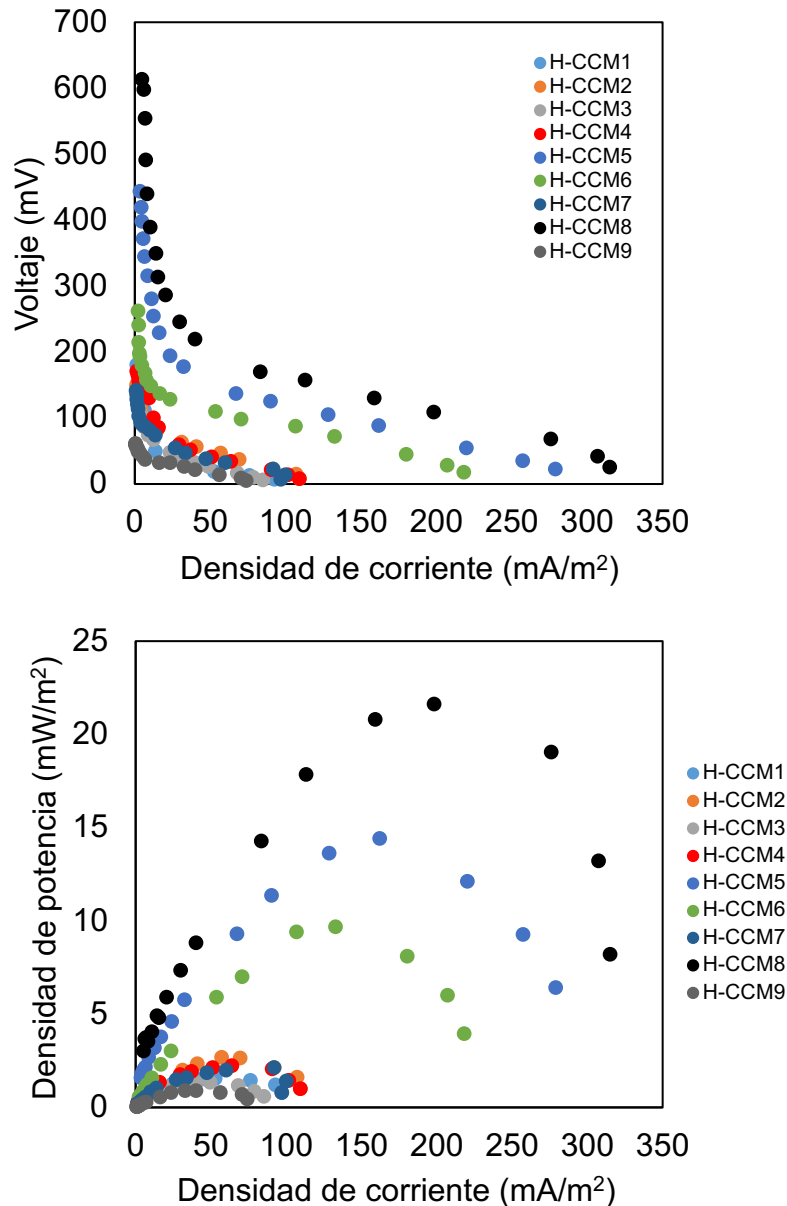 700
600
500
400
300
200
100
0
Voltaje (mV)
H-CCM1
H-CCM2
H-CCM3
H-CCM4
H-CCM5
H-CCM6
H-CCM7
H-CCM8
H-CCM9
0 50 100 150 200 250 300 350
Densidad de corriente (mA/m²)
25
20
15
10
5
0
Densidad de potencia (mW/m²)
H-CCM1
H-CCM2
H-CCM3
H-CCM4
H-CCM5
H-CCM6
H-CCM7
H-CCM8
H-CCM9
0 50 100 150 200 250 300 350
Densidad de corriente (mA/m²)